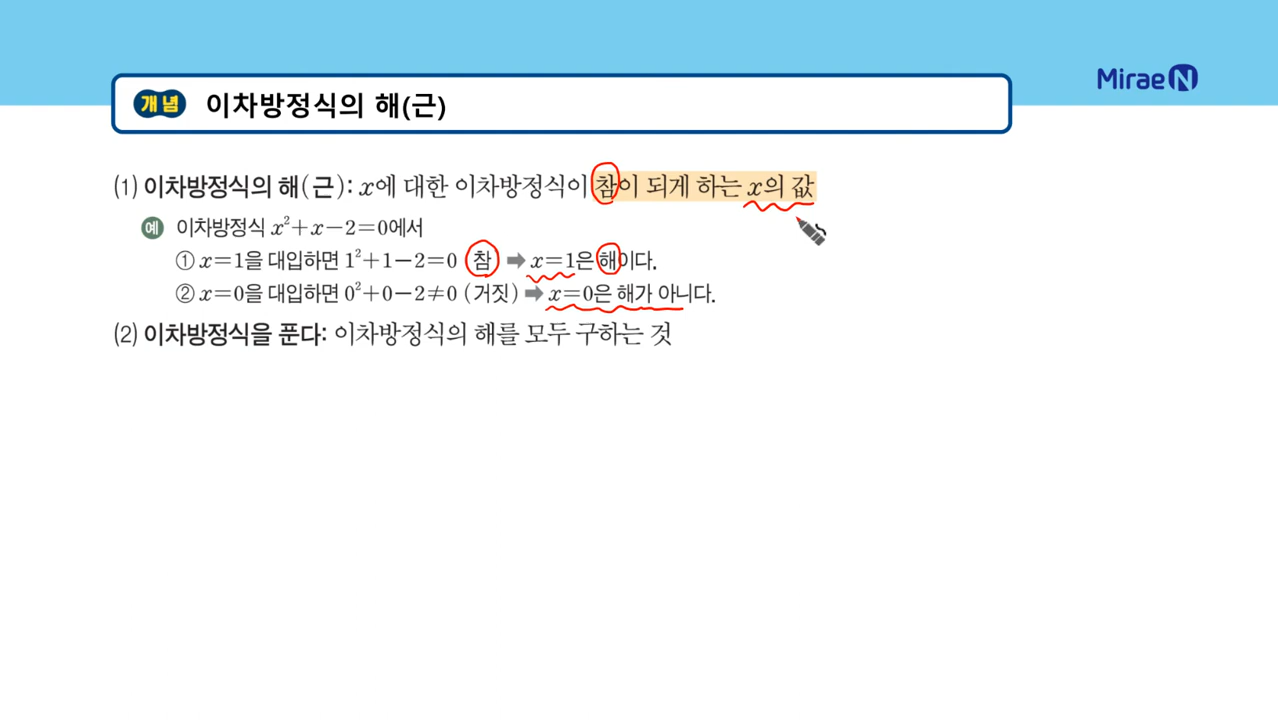 Mirae N
개념 이차방정식의 해(근)
(1) 이차방정식의 해(근): x에 대한 이차방정식이 참이 되게 하는 x의 값
예 이차방정식 x²+x−2=0에서
① x=1을 대입하면 1²+1−2=0 (참) ➡ x=1은 해이다.
② x=0을 대입하면 0²+0−2≠0 (거짓) ➡ x=0은 해가 아니다.
(2) 이차방정식을 푼다: 이차방정식의 해를 모두 구하는 것